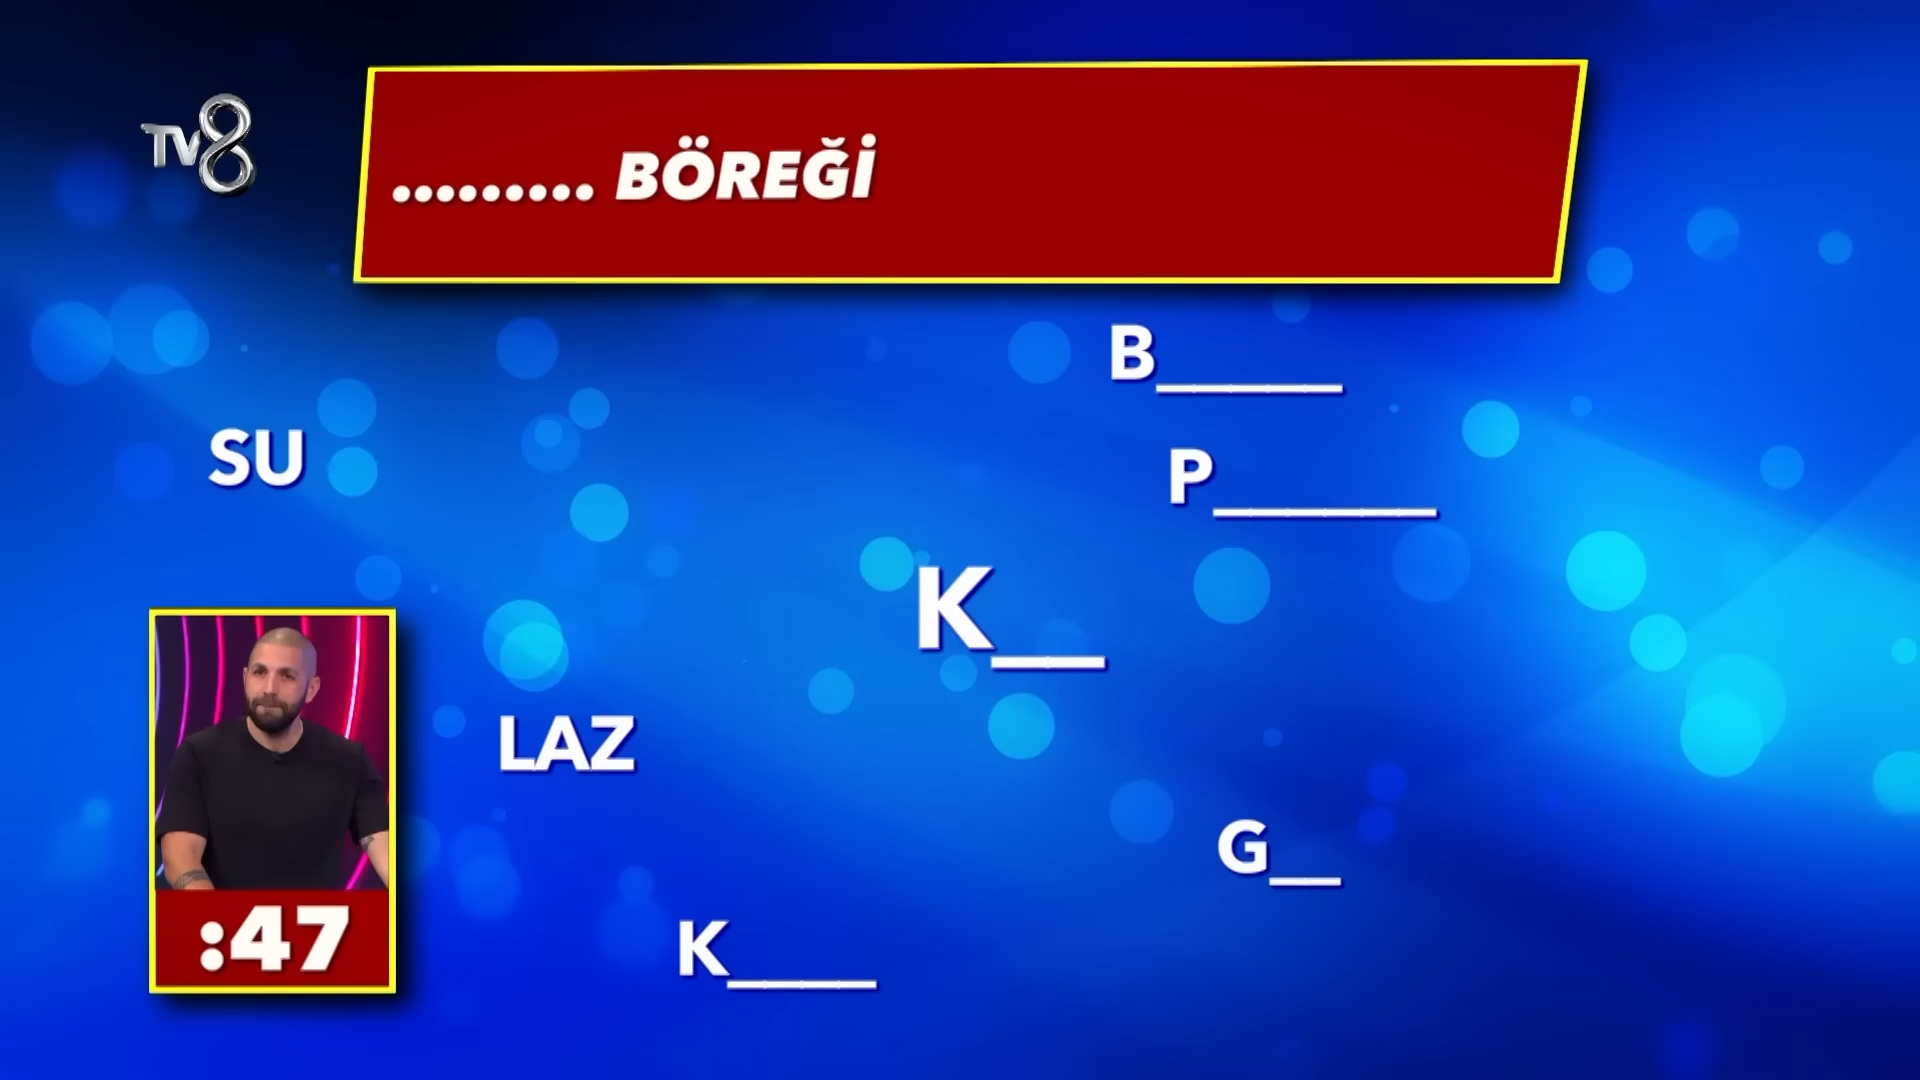 TV8
......... BÖREĞİ
B_____
SU
P______
K__
LAZ
G__
K____
:47